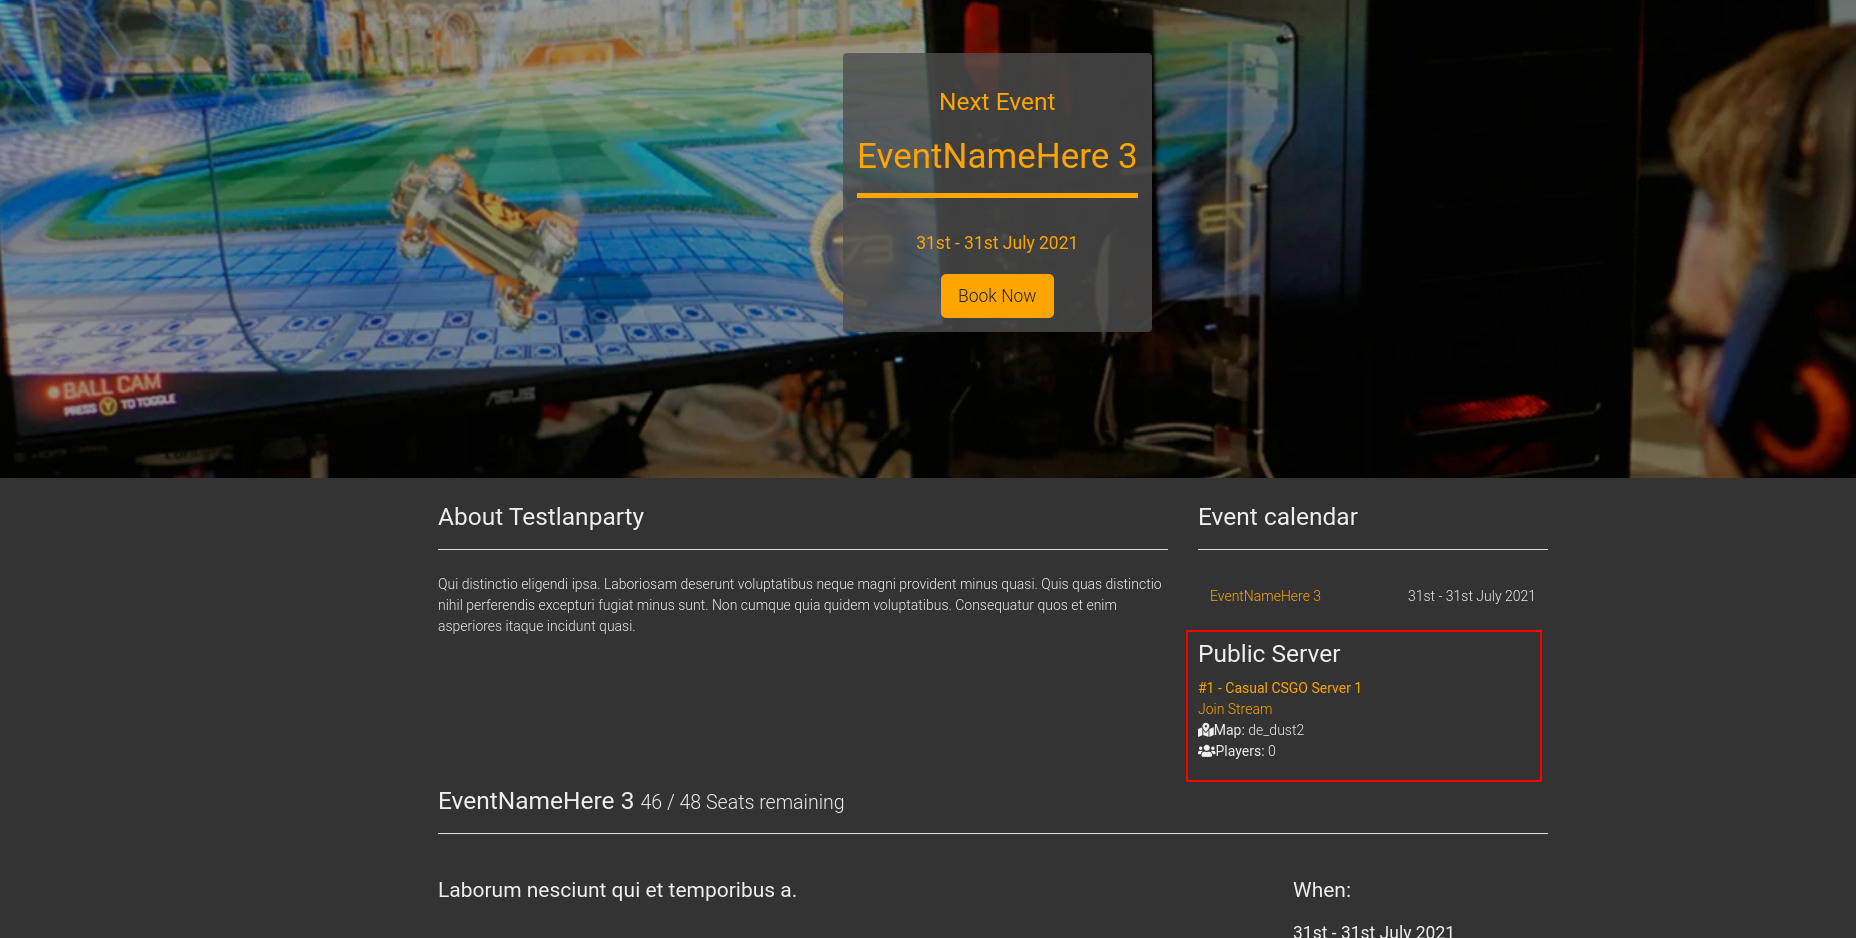 Next Event
EventNameHere 3
31st - 31st July 2021
Book Now
BALL CAM
PRESS Y TO TOGGLE
ASUS
About Testlanparty
Qui distinctio eligendi ipsa. Laboriosam deserunt voluptatibus neque magni provident minus quasi. Quis quas distinctio
nihil perferendis excepturi fugiat minus sunt. Non cumque quia quidem voluptatibus. Consequatur quos et enim
asperiores itaque incidunt quasi.
Event calendar
EventNameHere 3 31st - 31st July 2021
Public Server
#1 - Casual CSGO Server 1
Join Stream
Map: de_dust2
Players: 0
EventNameHere 3 46 / 48 Seats remaining
Laborum nesciunt qui et temporibus a.
When:
31st - 31st July 2021